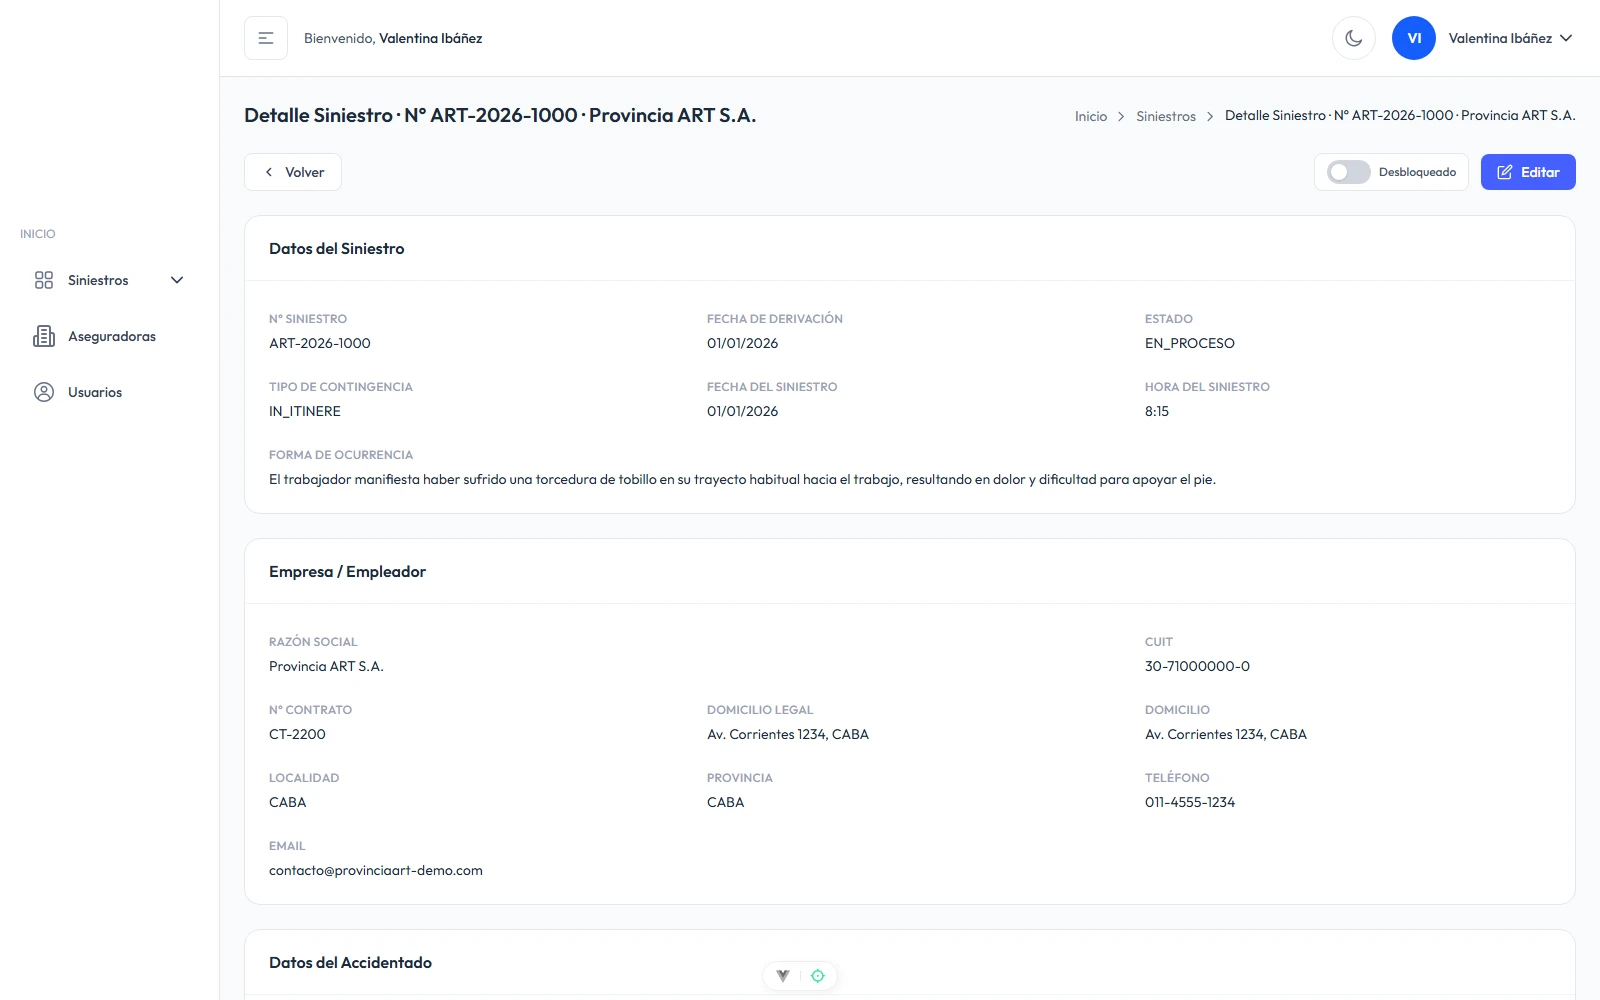 Bienvenido, Valentina Ibáñez
VI
Valentina Ibáñez
Detalle Siniestro · N° ART-2026-1000 · Provincia ART S.A.
Inicio > Siniestros > Detalle Siniestro · N° ART-2026-1000 · Provincia ART S.A.
Volver
Desbloqueado
Editar
INICIO
Siniestros
Aseguradoras
Usuarios
Datos del Siniestro
N° SINIESTRO
ART-2026-1000
FECHA DE DERIVACIÓN
01/01/2026
ESTADO
EN_PROCESO
TIPO DE CONTINGENCIA
IN_ITINERE
FECHA DEL SINIESTRO
01/01/2026
HORA DEL SINIESTRO
8:15
FORMA DE OCURRENCIA
El trabajador manifiesta haber sufrido una torcedura de tobillo en su trayecto habitual hacia el trabajo, resultando en dolor y dificultad para apoyar el pie.
Empresa / Empleador
RAZÓN SOCIAL
Provincia ART S.A.
CUIT
30-71000000-0
N° CONTRATO
CT-2200
DOMICILIO LEGAL
Av. Corrientes 1234, CABA
DOMICILIO
Av. Corrientes 1234, CABA
LOCALIDAD
CABA
PROVINCIA
CABA
TELÉFONO
011-4555-1234
EMAIL
contacto@provinciaart-demo.com
Datos del Accidentado